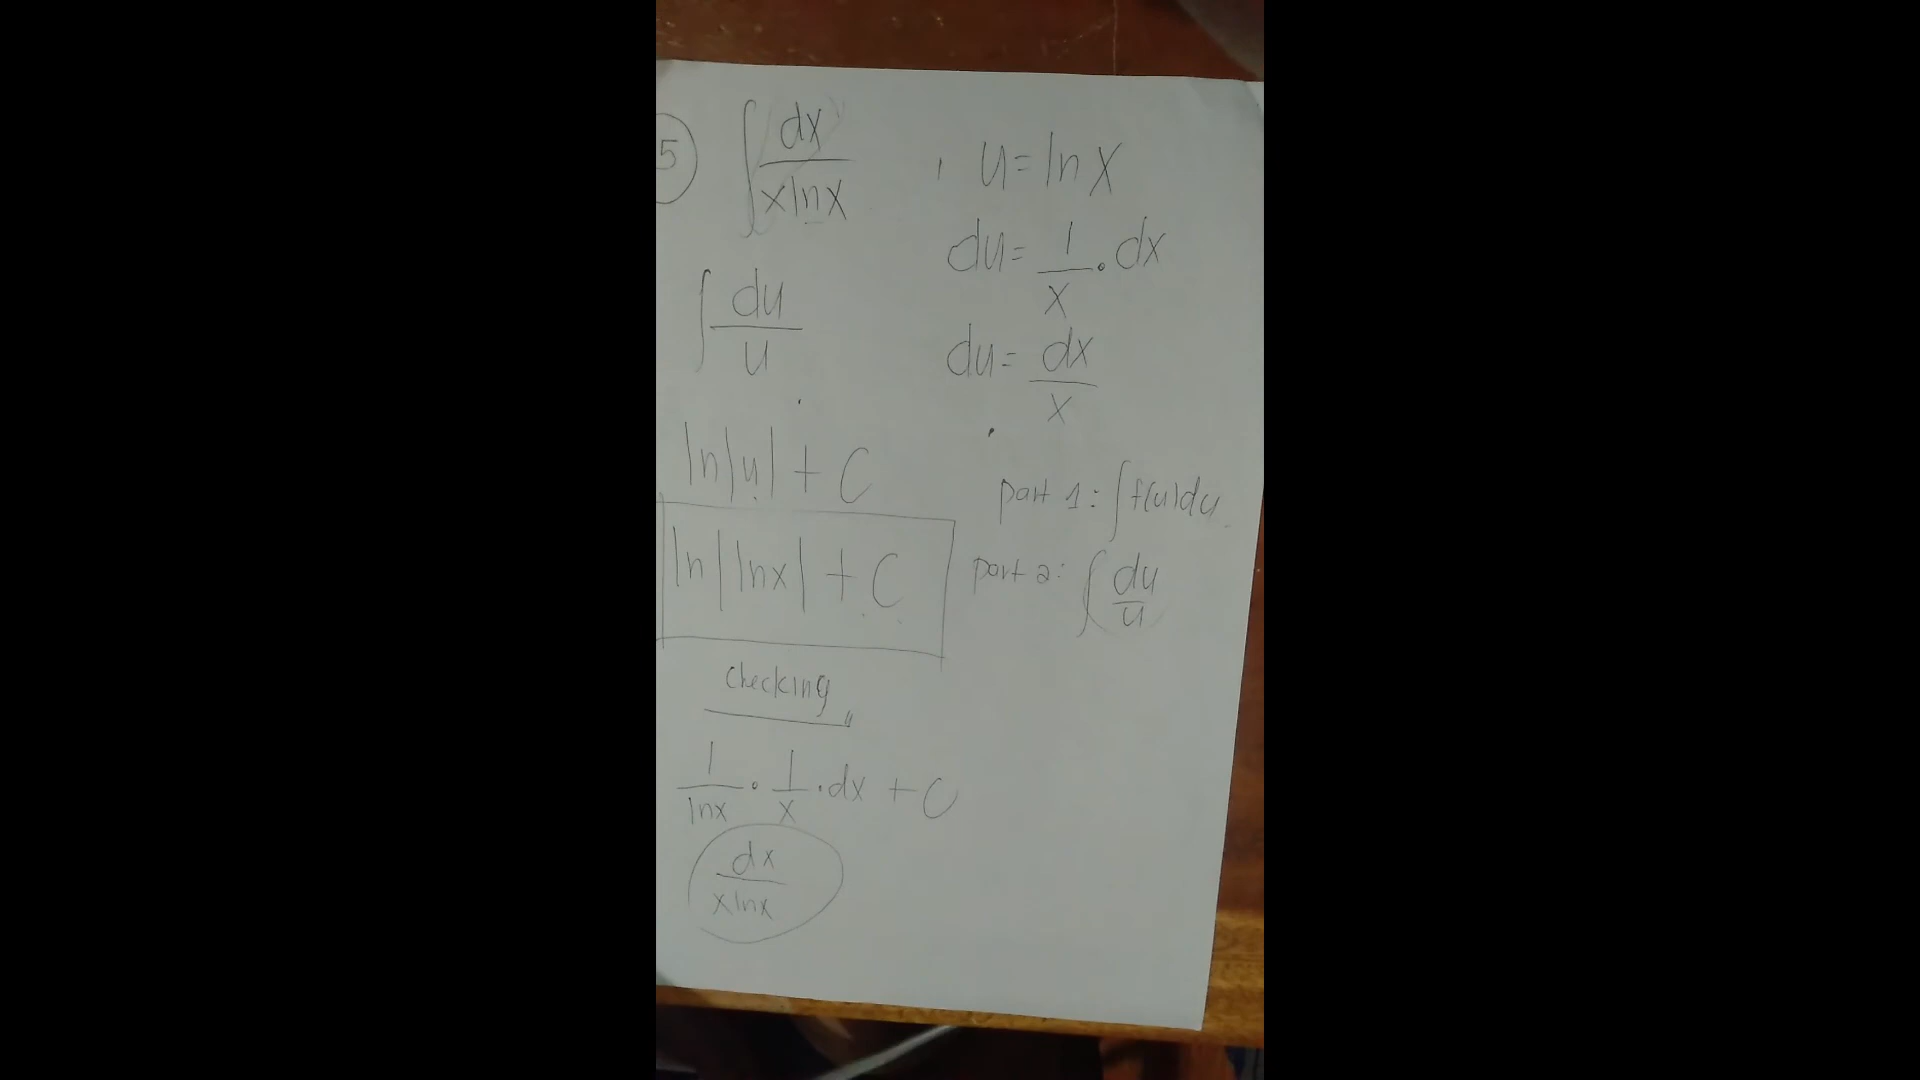 5 ∫ dx / x ln x , u = ln x
du = 1/x · dx
∫ du/u
du = dx/x
ln|u| + C
part 1: ∫ f(u) du
ln|ln x| + C
part 2: ∫ du/u
checking
1/ln x · 1/x · dx + C
dx / x ln x